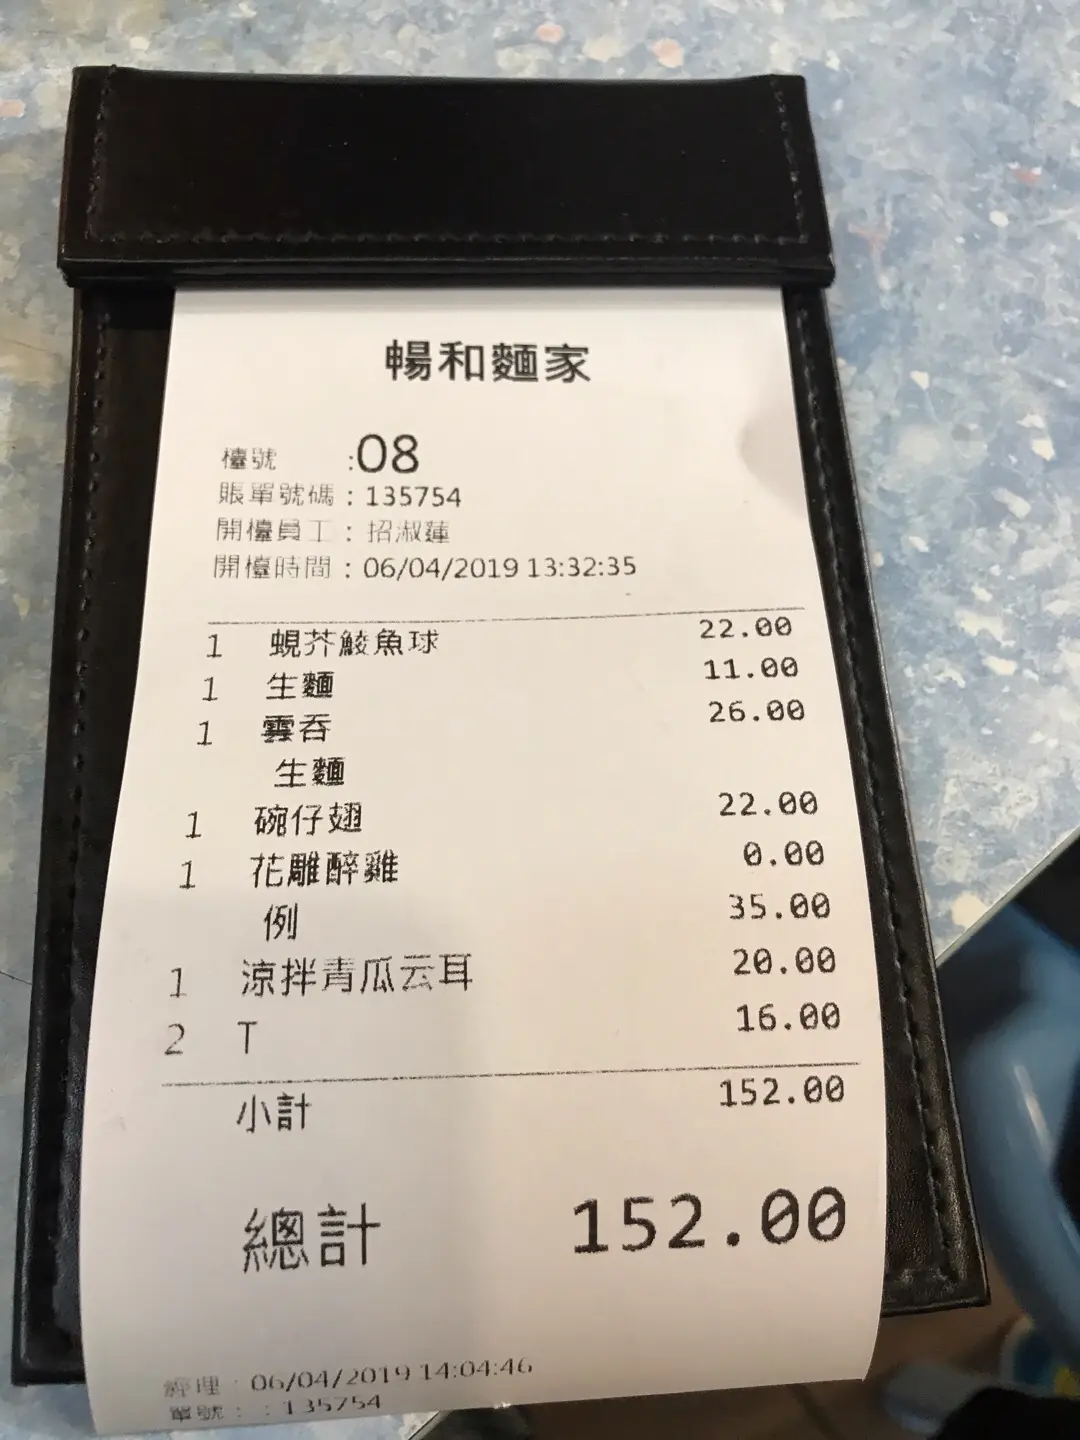 暢和麵家
檯號 :08
賬單號碼 : 135754
開檯員工 : 招淑蓮
開檯時間 : 06/04/2019 13:32:35
1 蜆芥鯪魚球 22.00
1 生麵 11.00
1 雲吞 26.00
生麵
1 碗仔翅 22.00
1 花雕醉雞 0.00
例 35.00
1 涼拌青瓜云耳 20.00
2 T 16.00
小計 152.00
總計 152.00
經理 : 06/04/2019 14:04:46
單號 : : 135754